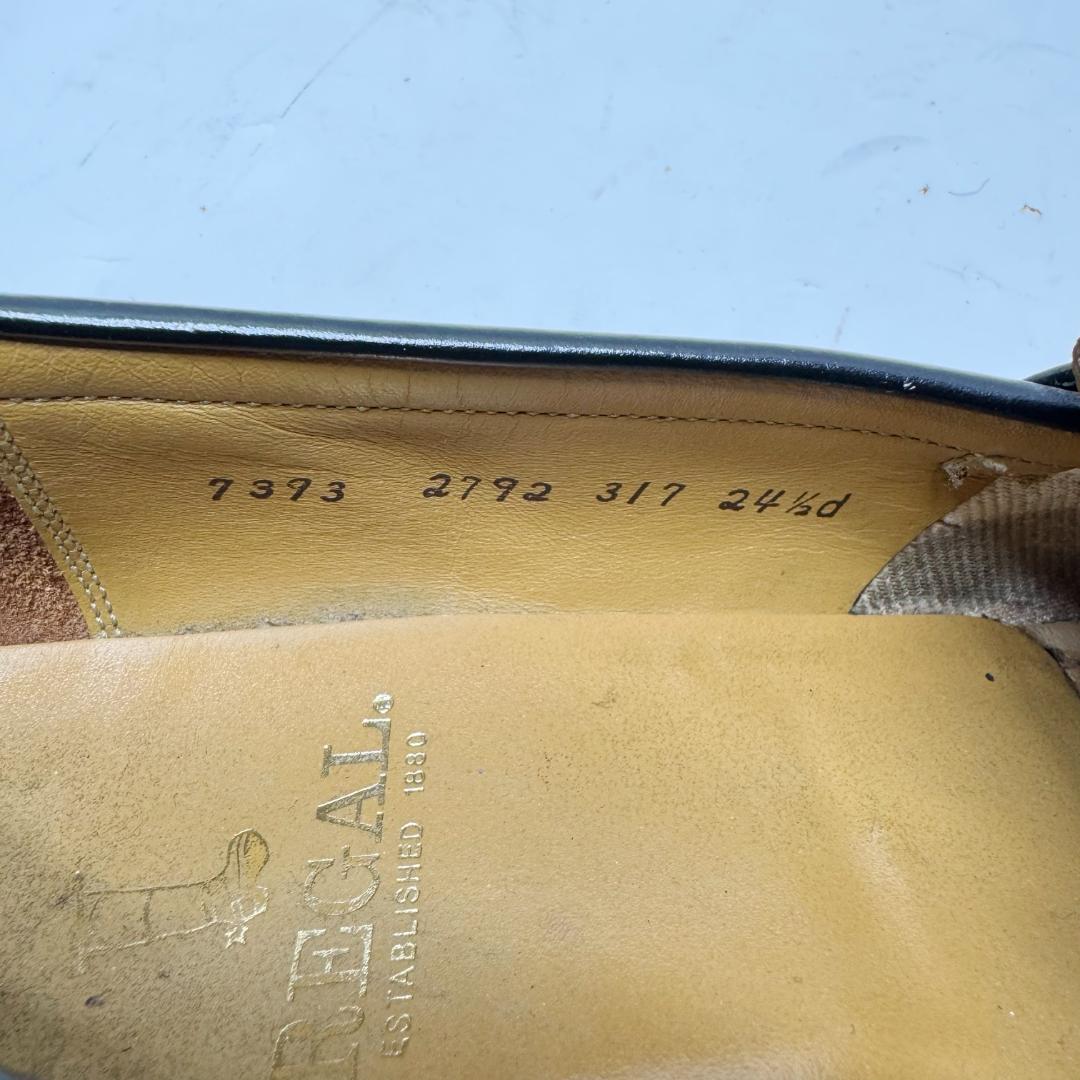 7393 2792 317 24½d
REGAL®
ESTABLISHED 1880